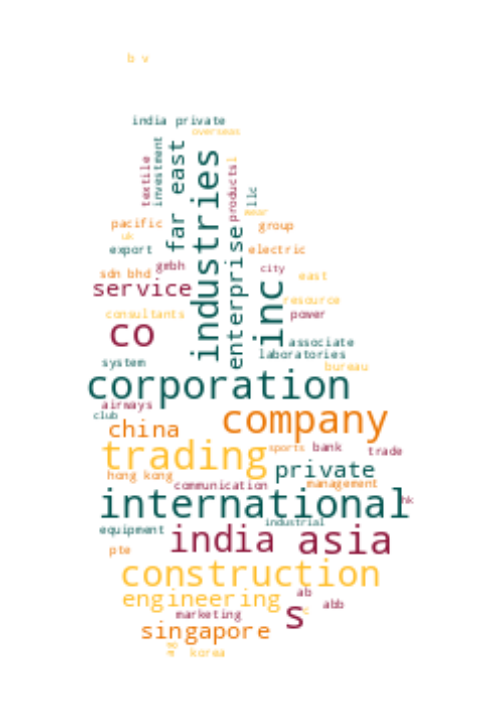 b v
india private
overseas
textile
investment
far east
industries
products
l
llc
wear
pacific
group
uk
export
enterprise
electric
gmbh
city
sdn bhd
east
service
inc
resource
consultants
power
co
associate
laboratories
system
bureau
corporation
airways
club
company
china
trading
sports
bank
trade
private
hong kong
communication
management
international
hk
industrial
equipment
india
asia
pte
construction
ab
engineering
abb
s
c
marketing
singapore
korea